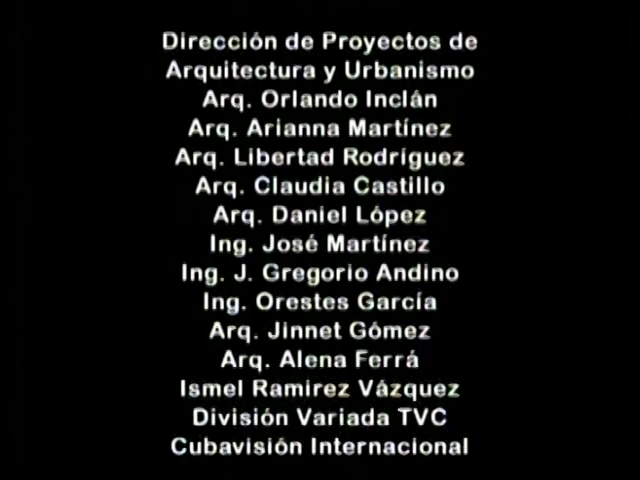 Dirección de Proyectos de
Arquitectura y Urbanismo
Arq. Orlando Inclán
Arq. Arianna Martínez
Arq. Libertad Rodríguez
Arq. Claudia Castillo
Arq. Daniel López
Ing. José Martínez
Ing. J. Gregorio Andino
Ing. Orestes García
Arq. Jinnet Gómez
Arq. Alena Ferrá
Ismel Ramirez Vázquez
División Variada TVC
Cubavisión Internacional